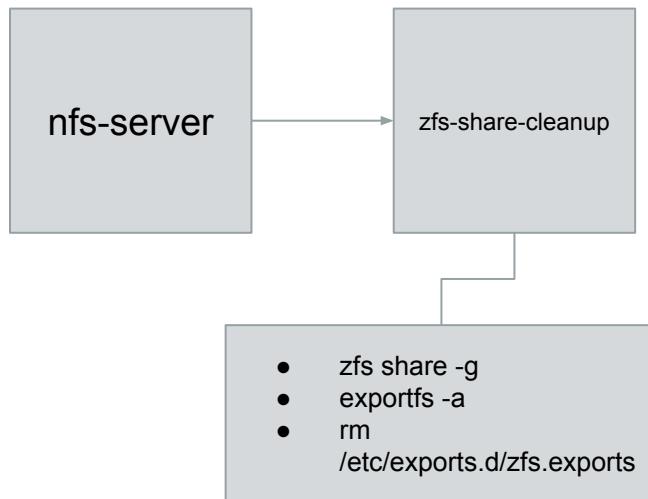 nfs-server
zfs-share-cleanup
● zfs share -g
● exportfs -a
● rm
/etc/exports.d/zfs.exports